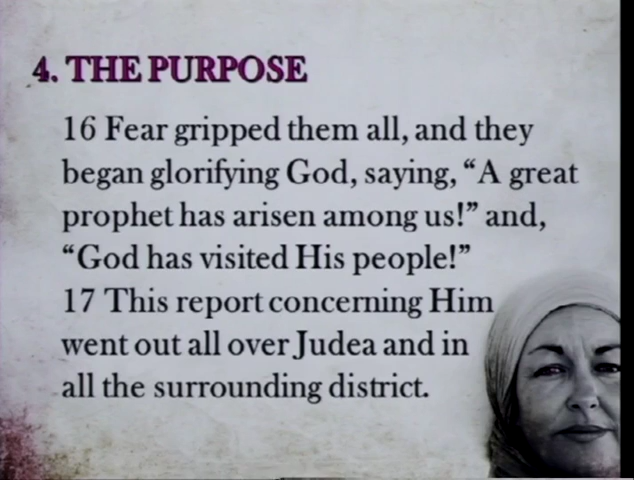 4. THE PURPOSE
16 Fear gripped them all, and they
began glorifying God, saying, “A great
prophet has arisen among us!” and,
“God has visited His people!”
17 This report concerning Him
went out all over Judea and in
all the surrounding district.